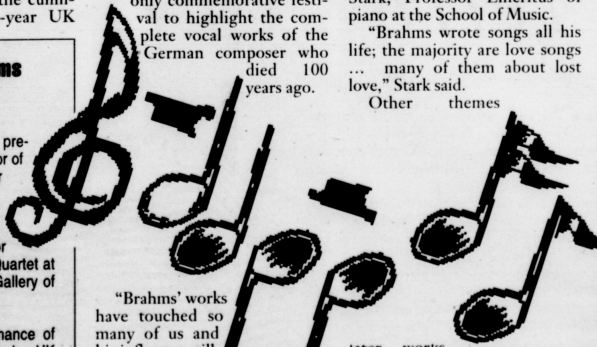 -year UK
ms
pre-
or of
or
Quartet at
Gallery of
mance of
only commemorative festi-
val to highlight the com-
plete vocal works of the
German composer who
died 100
years ago.
"Brahms' works
have touched so
many of us and
Stark, Professor Emeritus of
piano at the School of Music.
"Brahms wrote songs all his
life; the majority are love songs
... many of them about lost
love," Stark said.
Other themes
later works